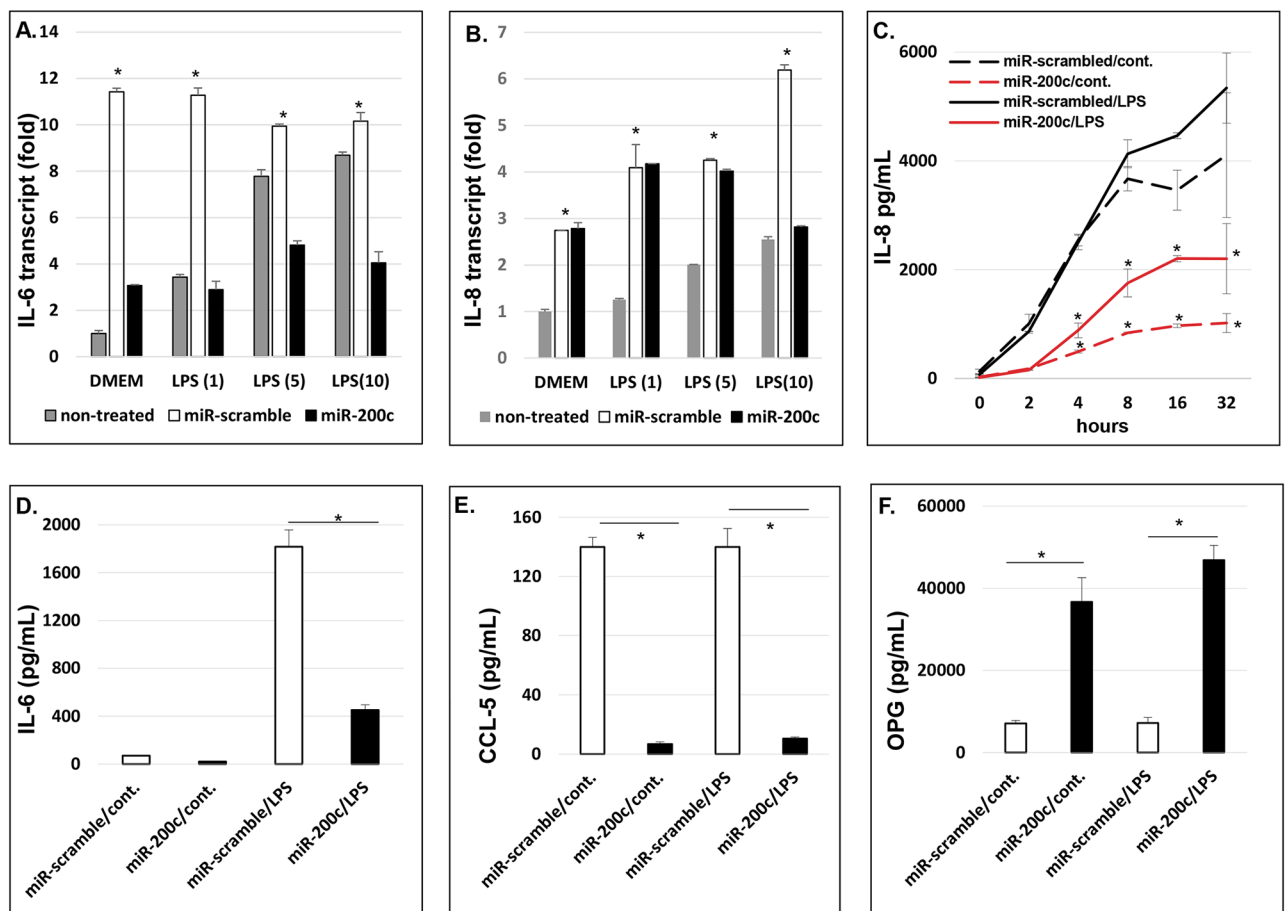 A.
IL-6 transcript (fold)
14
12
10
8
6
4
2
0
*
*
*
*
DMEM LPS (1) LPS (5) LPS(10)
non-treated miR-scramble miR-200c
B.
IL-8 transcript (fold)
7
6
5
4
3
2
1
0
*
*
*
*
DMEM LPS (1) LPS (5) LPS(10)
non-treated miR-scramble miR-200c
C.
IL-8 pg/mL
6000
4000
2000
0
miR-scrambled/cont.
miR-200c/cont.
miR-scrambled/LPS
miR-200c/LPS
* * * *
* * * *
0 2 4 8 16 32
hours
D.
IL-6 (pg/mL)
2000
1600
1200
800
400
0
*
miR-scramble/cont.
miR-200c/cont.
miR-scramble/LPS
miR-200c/LPS
E.
CCL-5 (pg/mL)
160
120
80
40
0
*
*
miR-scramble/cont.
miR-200c/cont.
miR-scramble/LPS
miR-200c/LPS
F.
OPG (pg/mL)
60000
40000
20000
0
*
*
miR-scramble/cont.
miR-200c/cont.
miR-scramble/LPS
miR-200c/LPS